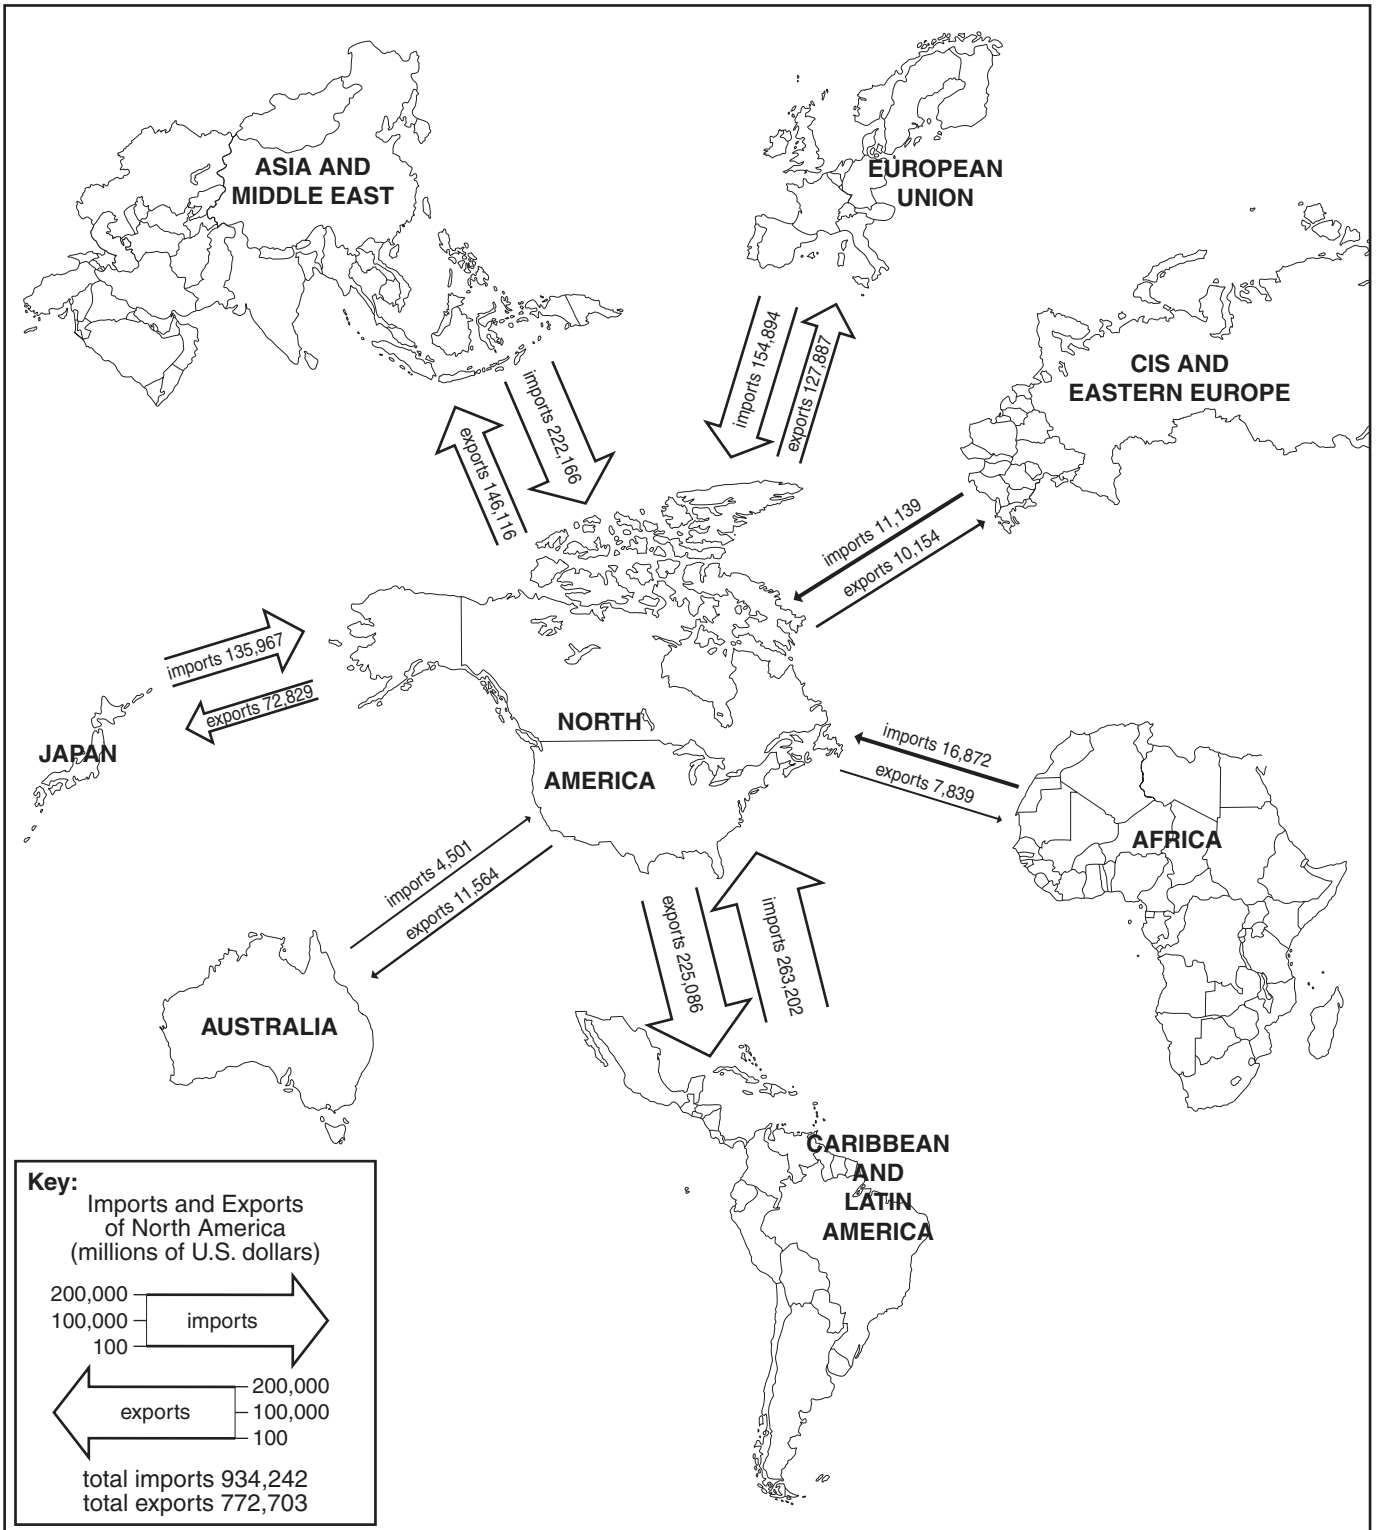 ASIA AND
MIDDLE EAST
EUROPEAN
UNION
CIS AND
EASTERN EUROPE
imports 154,894
exports 127,887
imports 222,166
exports 146,116
imports 11,139
exports 10,154
imports 135,967
exports 72,829
JAPAN
NORTH
AMERICA
imports 16,872
exports 7,839
AFRICA
imports 4,501
exports 11,564
exports 225,086
imports 263,202
AUSTRALIA
CARIBBEAN
AND
LATIN
AMERICA
Key:
Imports and Exports
of North America
(millions of U.S. dollars)
200,000
100,000
100
imports
200,000
100,000
100
exports
total imports 934,242
total exports 772,703